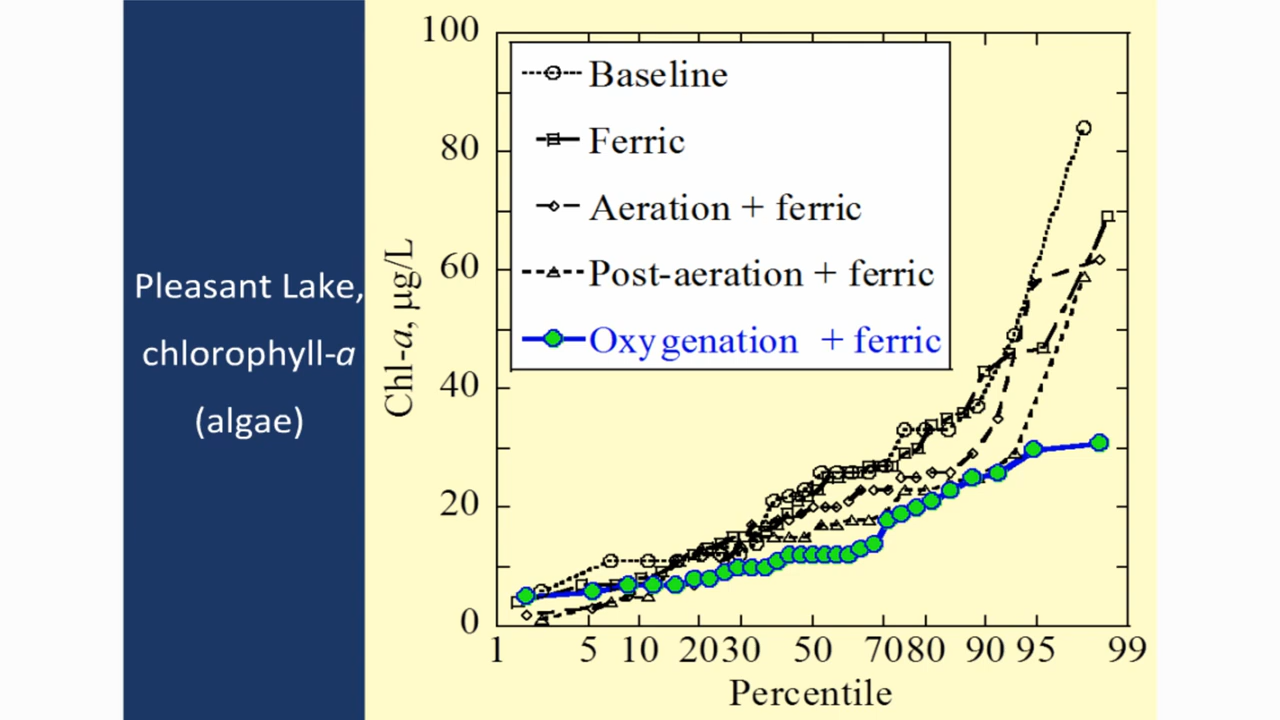 Pleasant Lake,
chlorophyll-a
(algae)
100
80
60
40
20
0
Chl-a, µg/L
Baseline
Ferric
Aeration + ferric
Post-aeration + ferric
Oxygenation + ferric
1 5 10 20 30 50 70 80 90 95 99
Percentile